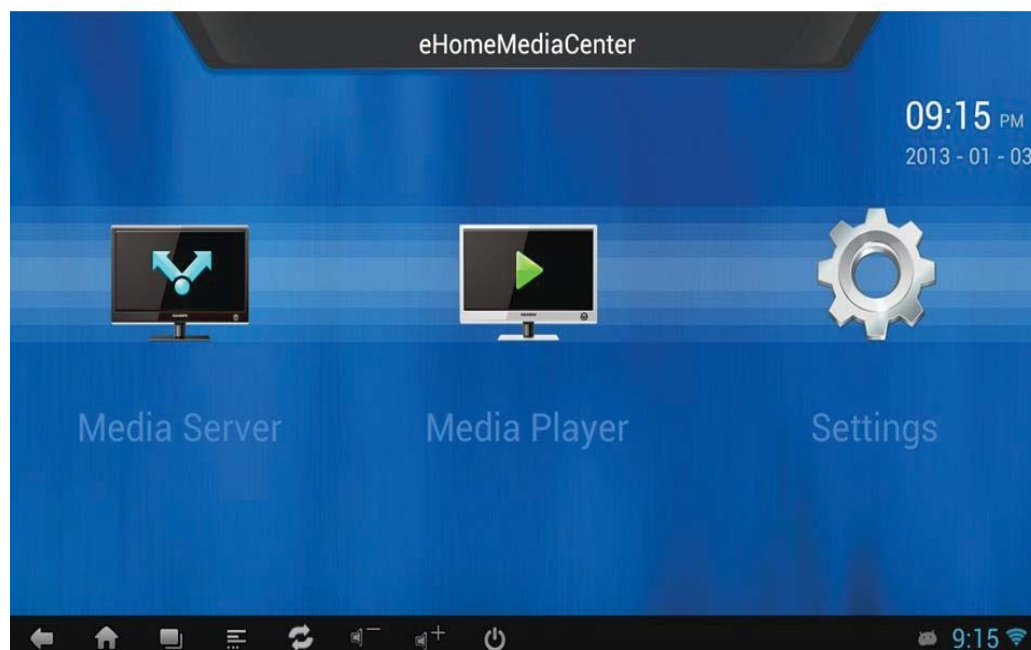 eHomeMediaCenter
09:15 PM
2013 - 01 - 03
Media Server
Media Player
Settings
9:15